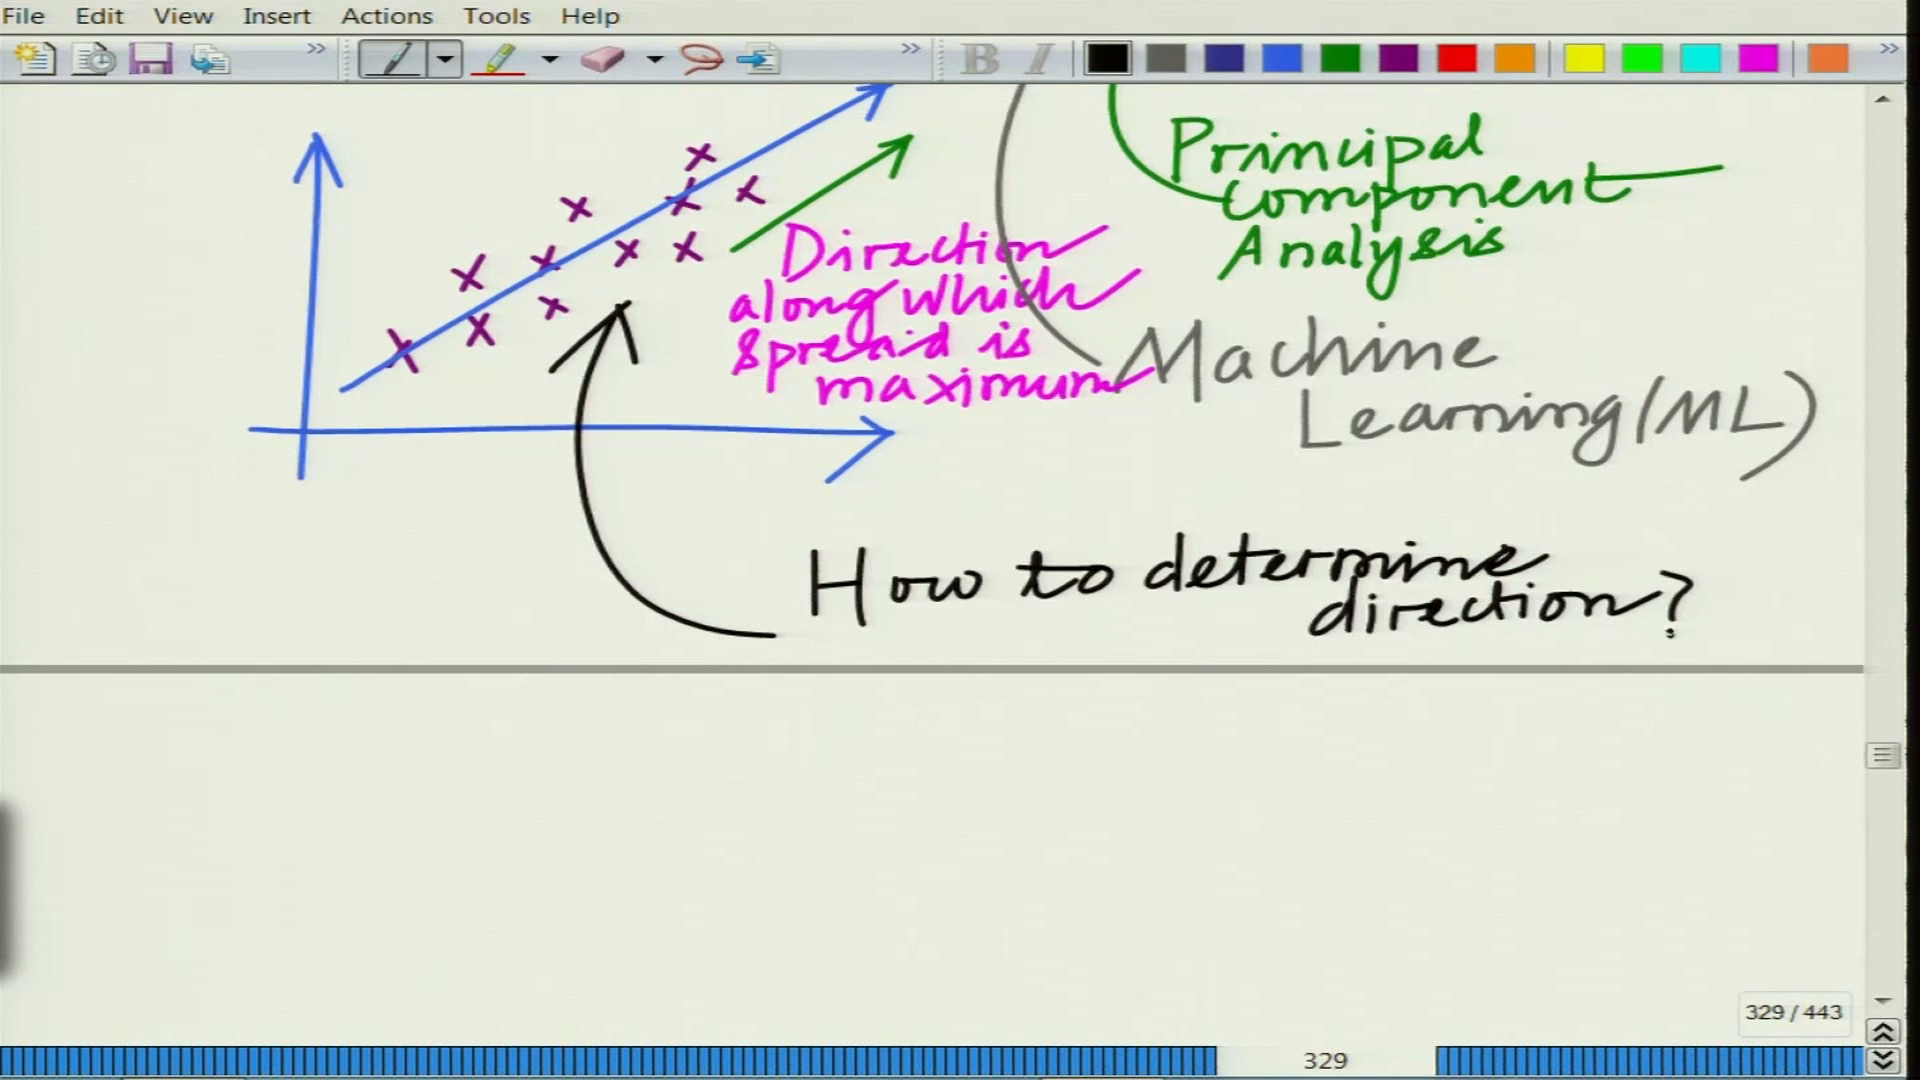 File Edit View Insert Actions Tools Help
B I
Principal
Component
Analysis
Direction
along which
spread is
maximum
Machine
Learning (ML)
How to determine
direction?
329 / 443
329